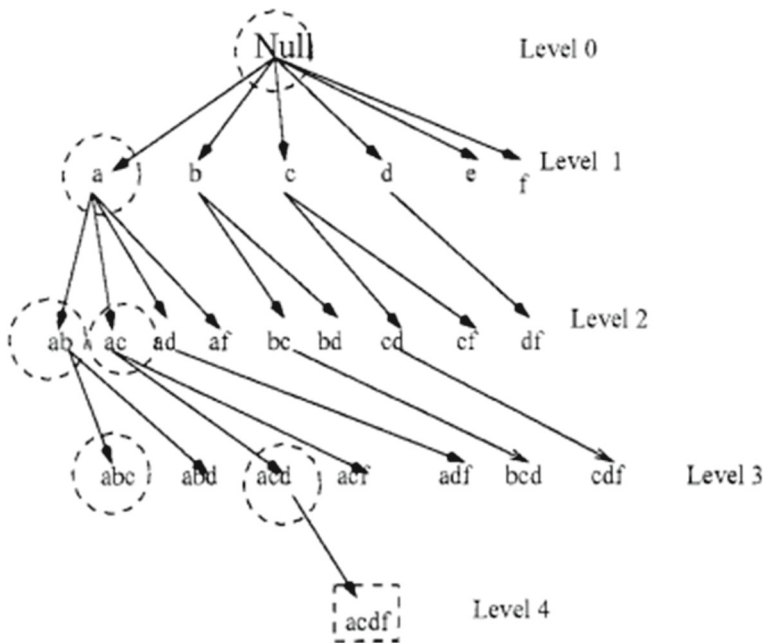 Null Level 0
a b c d e f Level 1
ab ac ad af bc bd cd cf df Level 2
abc abd acd acf adf bcd cdf Level 3
acdf Level 4